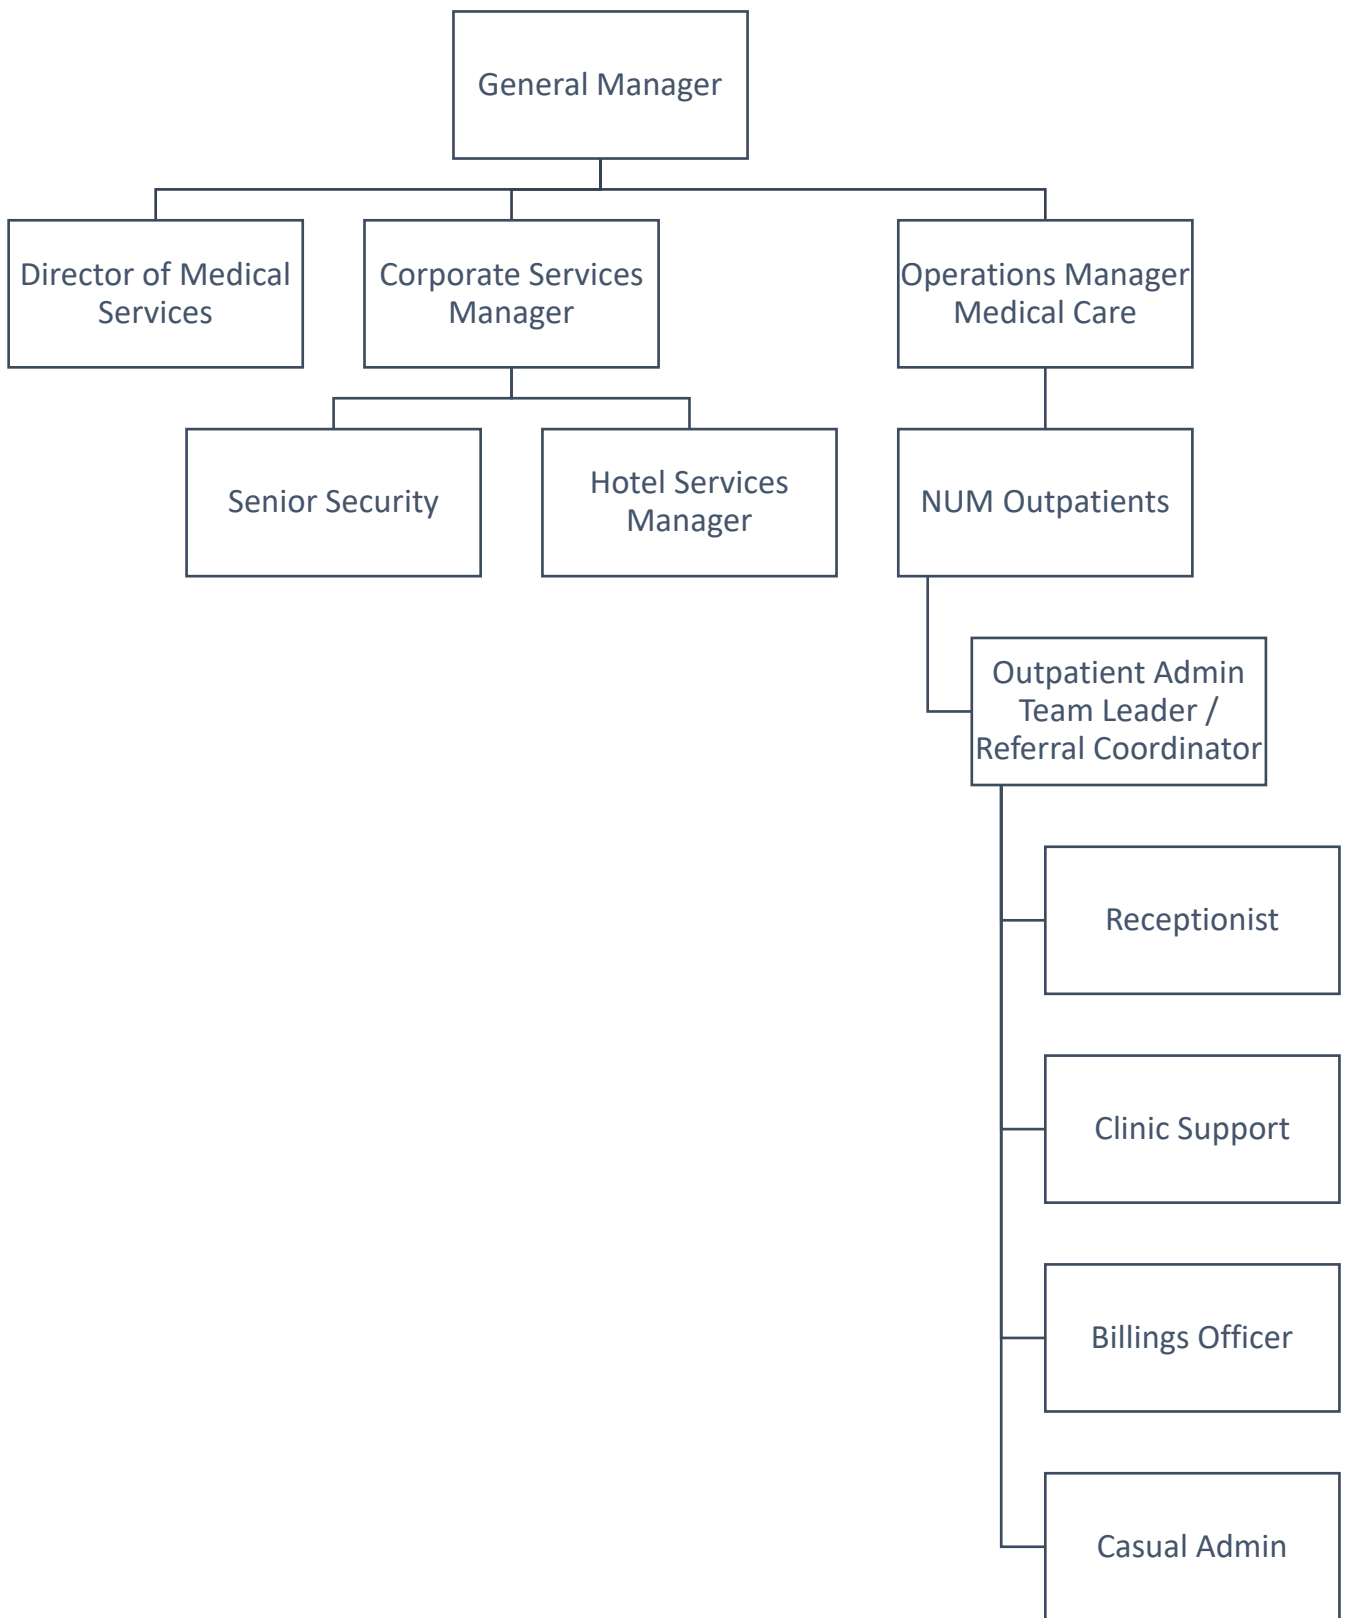 General Manager
Director of Medical
Services
Corporate Services
Manager
Operations Manager
Medical Care
Senior Security
Hotel Services
Manager
NUM Outpatients
Outpatient Admin
Team Leader /
Referral Coordinator
Receptionist
Clinic Support
Billings Officer
Casual Admin